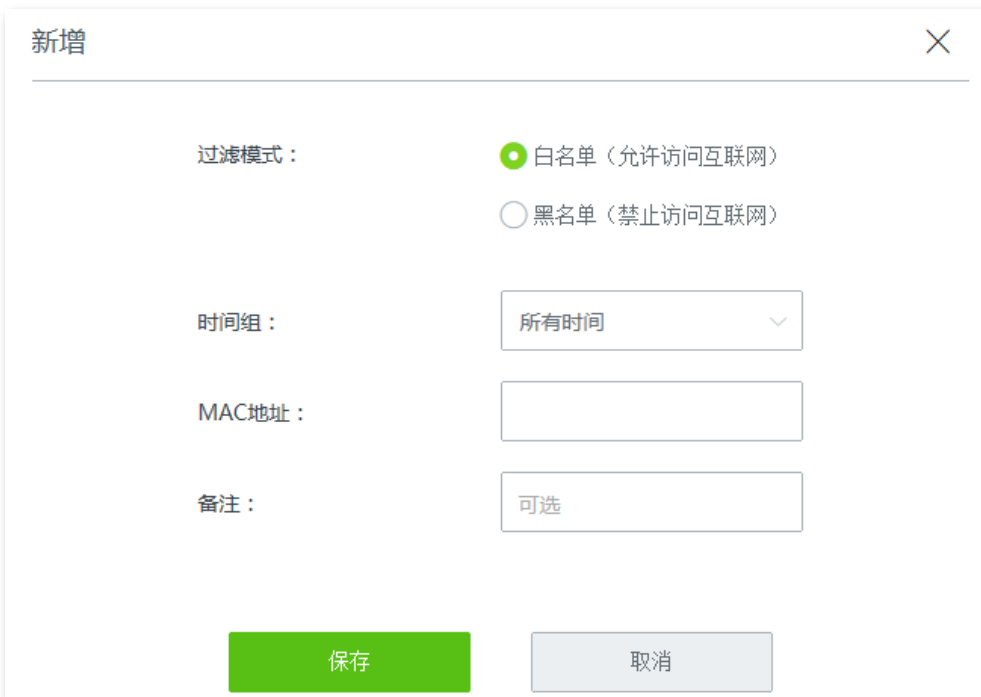 新增
过滤模式：
白名单（允许访问互联网）
黑名单（禁止访问互联网）
时间组：
所有时间
MAC地址：
备注：
可选
保存
取消